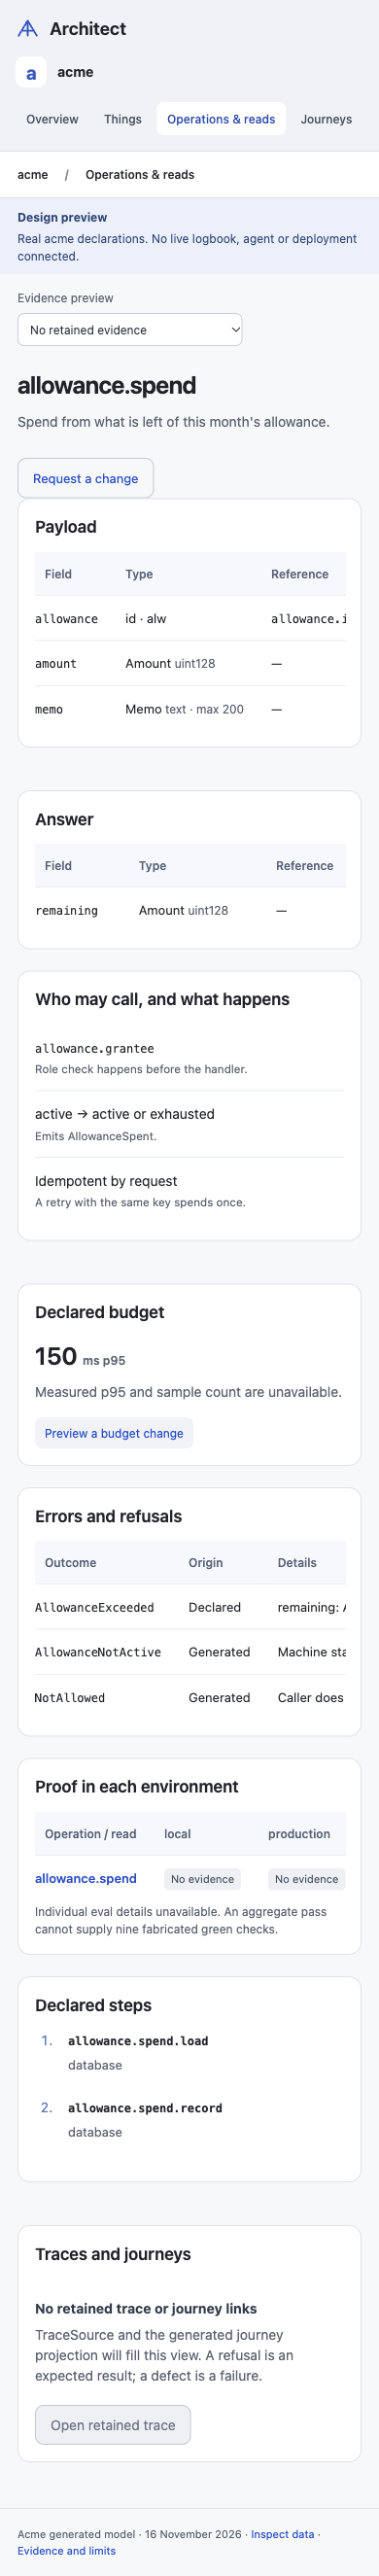 Architect
a acme
Overview Things Operations & reads Journeys
acme / Operations & reads
Design preview
Real acme declarations. No live logbook, agent or deployment
connected.
Evidence preview
No retained evidence
allowance.spend
Spend from what is left of this month's allowance.
Request a change
Payload
Field Type Reference
allowance id · alw allowance.i
amount Amount uint128 —
memo Memo text · max 200 —
Answer
Field Type Reference
remaining Amount uint128 —
Who may call, and what happens
allowance.grantee
Role check happens before the handler.
active → active or exhausted
Emits AllowanceSpent.
Idempotent by request
A retry with the same key spends once.
Declared budget
150 ms p95
Measured p95 and sample count are unavailable.
Preview a budget change
Errors and refusals
Outcome Origin Details
AllowanceExceeded Declared remaining:
AllowanceNotActive Generated Machine sta
NotAllowed Generated Caller does
Proof in each environment
Operation / read local production
allowance.spend No evidence No evidence
Individual eval details unavailable. An aggregate pass
cannot supply nine fabricated green checks.
Declared steps
1. allowance.spend.load
database
2. allowance.spend.record
database
Traces and journeys
No retained trace or journey links
TraceSource and the generated journey
projection will fill this view. A refusal is an
expected result; a defect is a failure.
Open retained trace
Acme generated model · 16 November 2026 · Inspect data ·
Evidence and limits